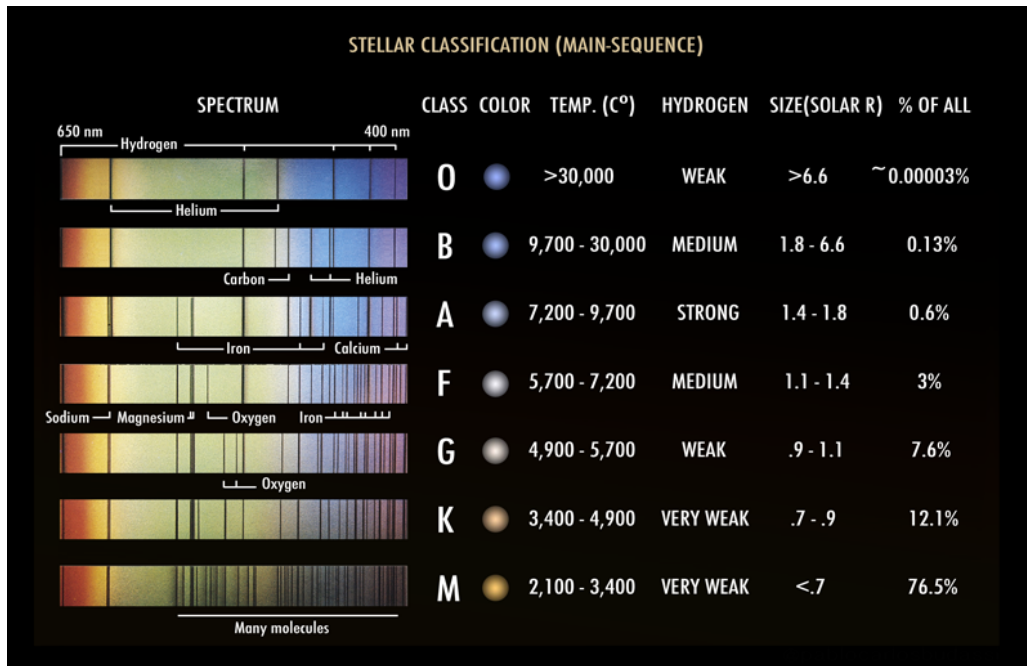 STELLAR CLASSIFICATION (MAIN-SEQUENCE)
SPECTRUM CLASS COLOR TEMP. (C⁰) HYDROGEN SIZE(SOLAR R) % OF ALL
650 nm 400 nm
Hydrogen
O >30,000 WEAK >6.6 ~0.00003%
Helium
B 9,700 - 30,000 MEDIUM 1.8 - 6.6 0.13%
Carbon Helium
A 7,200 - 9,700 STRONG 1.4 - 1.8 0.6%
Iron Calcium
F 5,700 - 7,200 MEDIUM 1.1 - 1.4 3%
Sodium Magnesium Oxygen Iron
G 4,900 - 5,700 WEAK .9 - 1.1 7.6%
Oxygen
K 3,400 - 4,900 VERY WEAK .7 - .9 12.1%
M 2,100 - 3,400 VERY WEAK <.7 76.5%
Many molecules